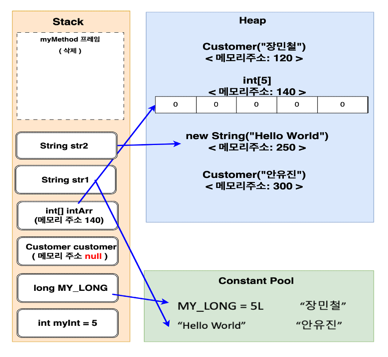 Stack
myMethod 프레임
( 삭제 )
String str2
String str1
int[] intArr
(메모리 주소 140)
Customer customer
( 메모리 주소 null )
long MY_LONG
int myInt = 5
Heap
Customer("장민철")
< 메모리주소: 120 >
int[5]
< 메모리주소: 140 >
0 0 0 0 0
new String("Hello World")
< 메모리주소: 250 >
Customer("안유진")
< 메모리주소: 300 >
Constant Pool
MY_LONG = 5L “장민철”
“Hello World” “안유진”